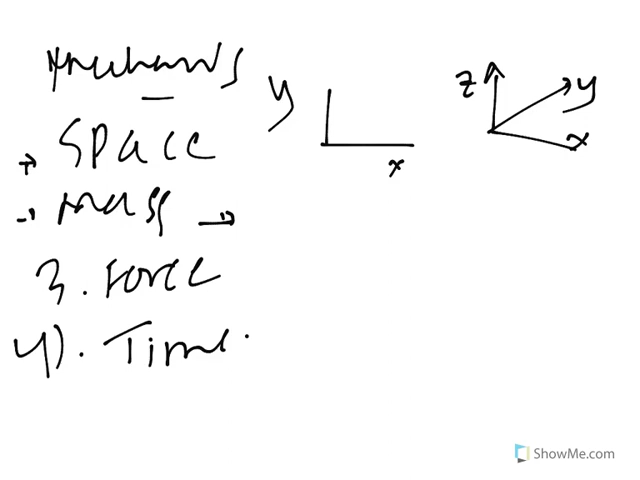 Mechanics
→ Space
→ Mass →
3. Force
4). Time.
y
x
z
y
x
ShowMe.com